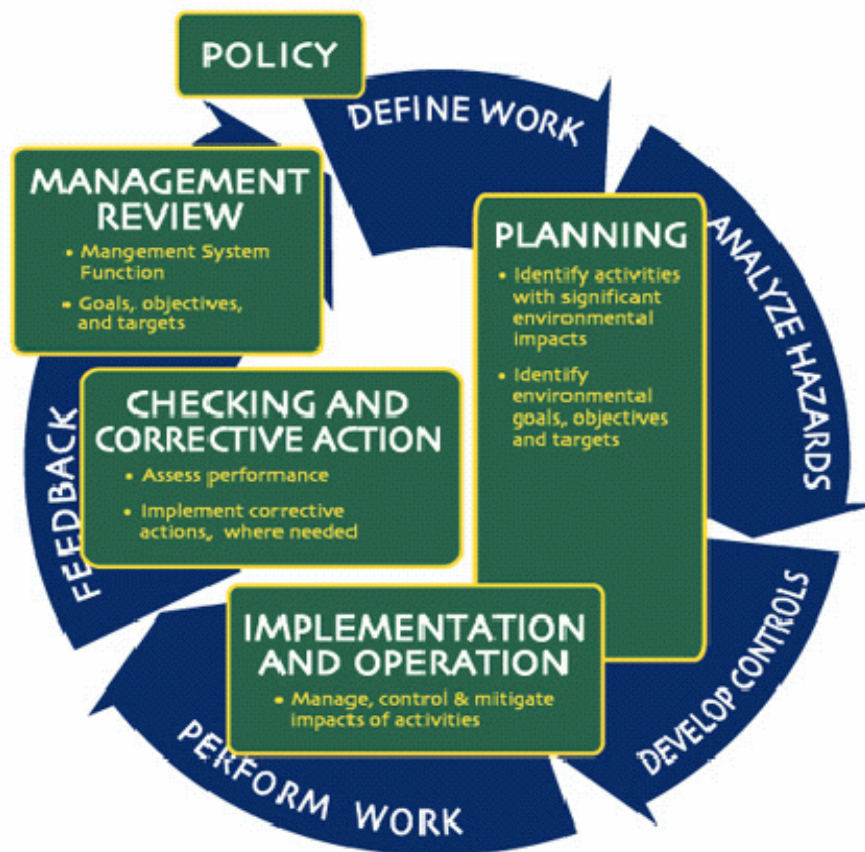 POLICY
DEFINE WORK
MANAGEMENT
REVIEW
• Mangement System
Function
• Goals, objectives,
and targets
PLANNING
• Identify activities
with significant
environmental
impacts
• Identify
environmental
goals, objectives
and targets
ANALYZE HAZARDS
CHECKING AND
CORRECTIVE ACTION
• Assess performance
• Implement corrective
actions, where needed
FEEDBACK
IMPLEMENTATION
AND OPERATION
• Manage, control & mitigate
impacts of activities
DEVELOP CONTROLS
PERFORM WORK